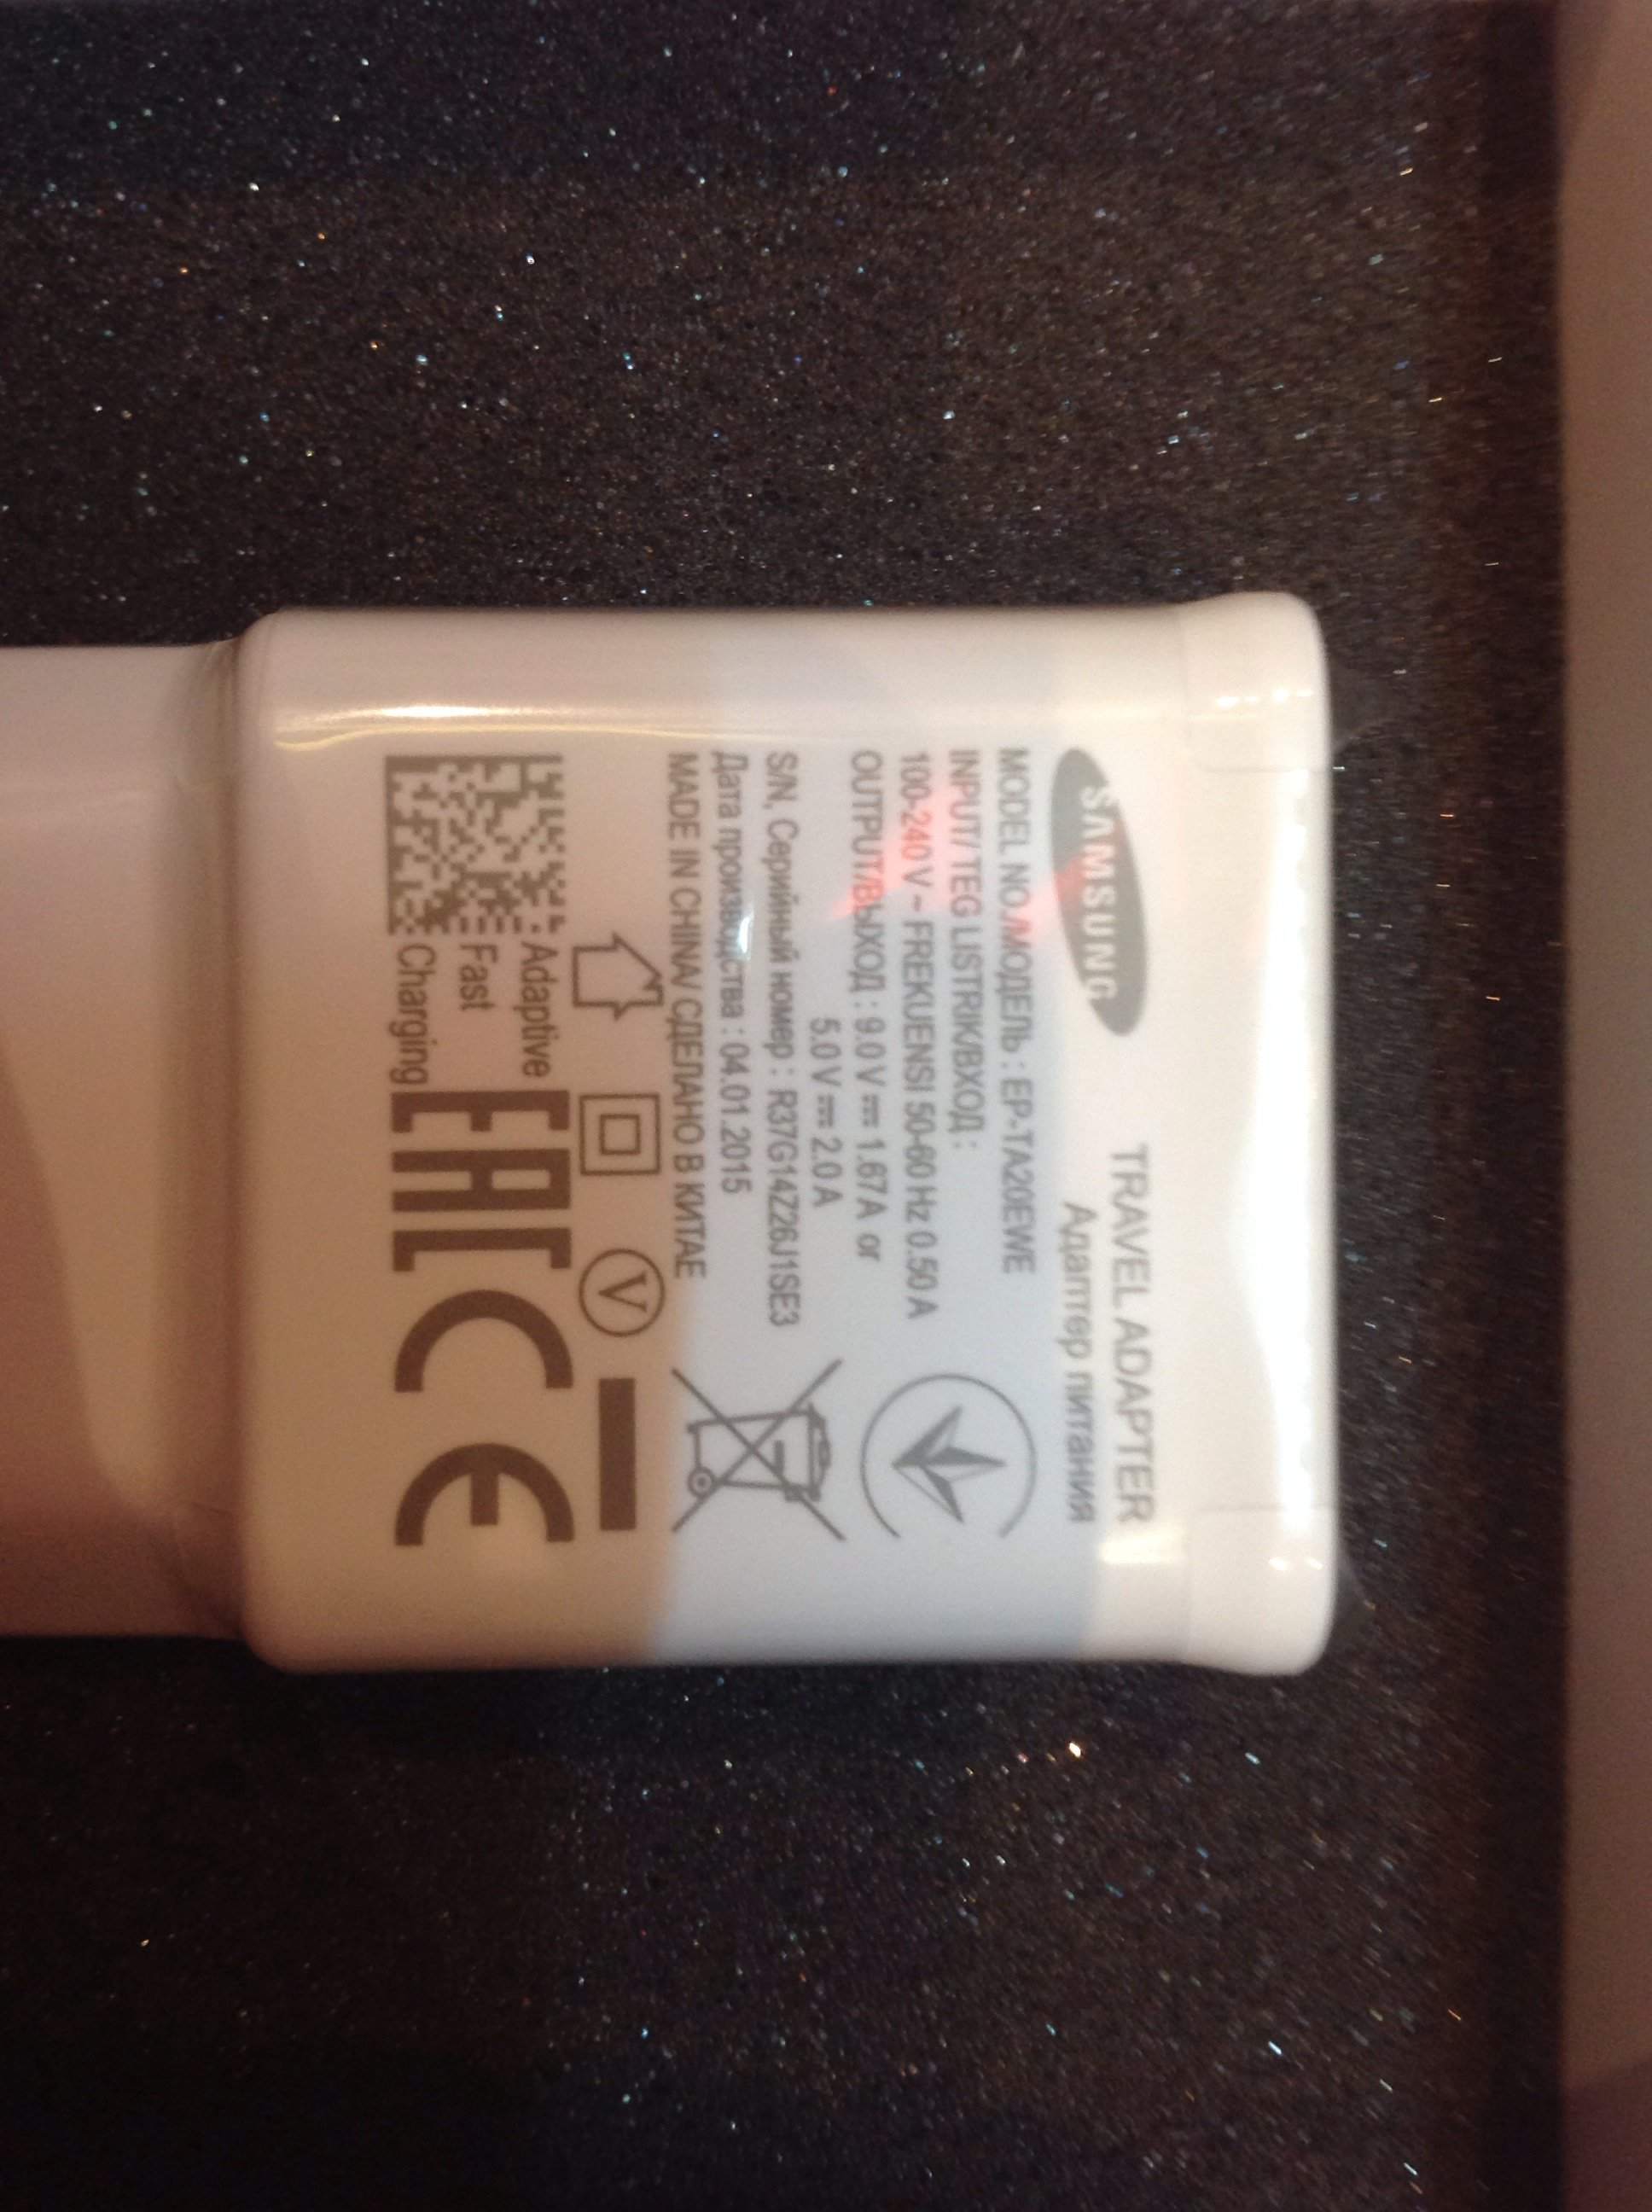 SAMSUNG
TRAVEL ADAPTER
Адаптер питания
MODEL NO./МОДЕЛЬ : EP-TA20EWE
INPUT/ TEG LISTRIK/ВХОД :
100-240 V ~ FREKUENSI 50-60 Hz 0.50 A
OUTPUT/ВЫХОД : 9.0 V ⎓ 1.67 A or
5.0 V ⎓ 2.0 A
S/N, Серийный номер : R37G14Z26J1SE3
Дата производства : 04.01.2015
MADE IN CHINA/ СДЕЛАНО В КИТАЕ
V
Adaptive
Fast
Charging
EAC
CE